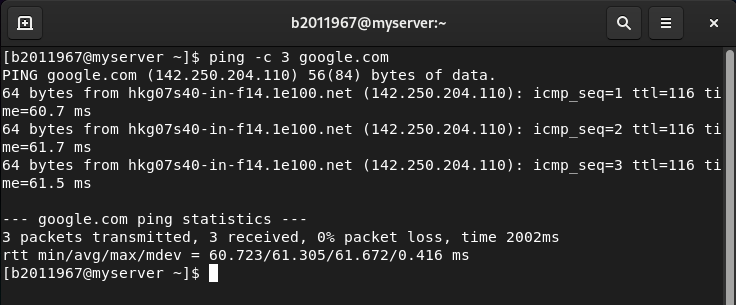 b2011967@myserver:~
[b2011967@myserver ~]$ ping -c 3 google.com
PING google.com (142.250.204.110) 56(84) bytes of data.
64 bytes from hkg07s40-in-f14.1e100.net (142.250.204.110): icmp_seq=1 ttl=116 ti
me=60.7 ms
64 bytes from hkg07s40-in-f14.1e100.net (142.250.204.110): icmp_seq=2 ttl=116 ti
me=61.7 ms
64 bytes from hkg07s40-in-f14.1e100.net (142.250.204.110): icmp_seq=3 ttl=116 ti
me=61.5 ms
--- google.com ping statistics ---
3 packets transmitted, 3 received, 0% packet loss, time 2002ms
rtt min/avg/max/mdev = 60.723/61.305/61.672/0.416 ms
[b2011967@myserver ~]$